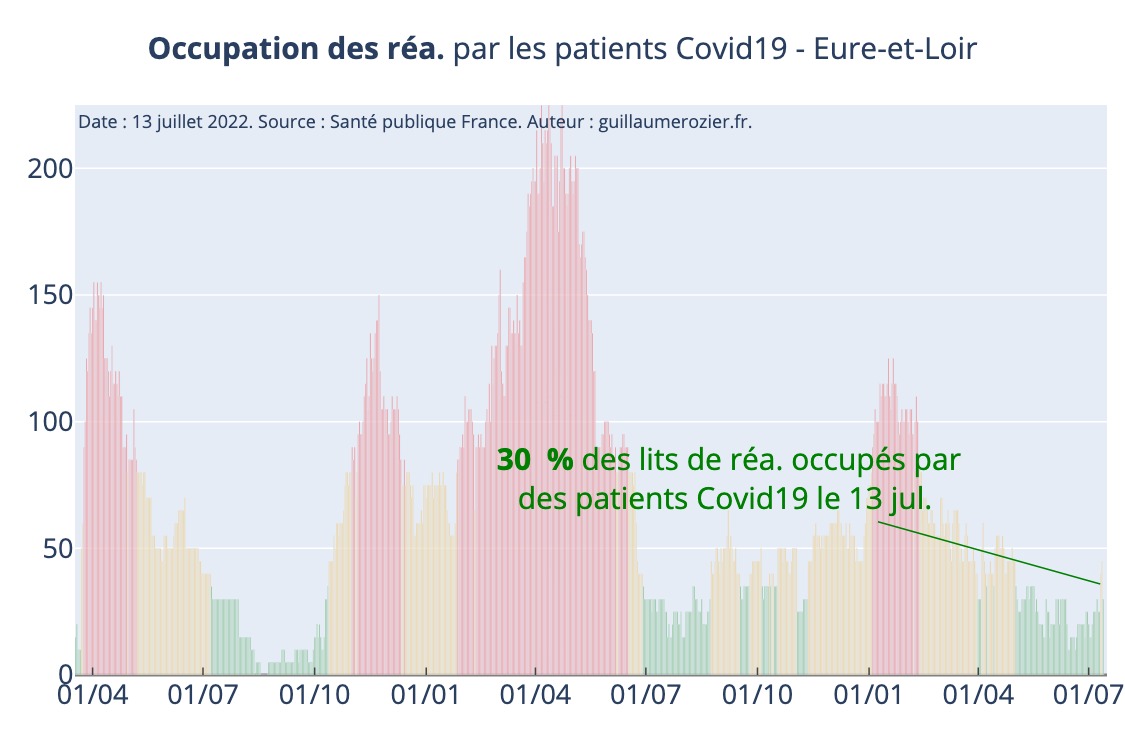 Occupation des réa. par les patients Covid19 - Eure-et-Loir
Date : 13 juillet 2022. Source : Santé publique France. Auteur : guillaumerozier.fr.
200
150
100
50
0
30  % des lits de réa. occupés par
des patients Covid19 le 13 jul.
01/04 01/07 01/10 01/01 01/04 01/07 01/10 01/01 01/04 01/07